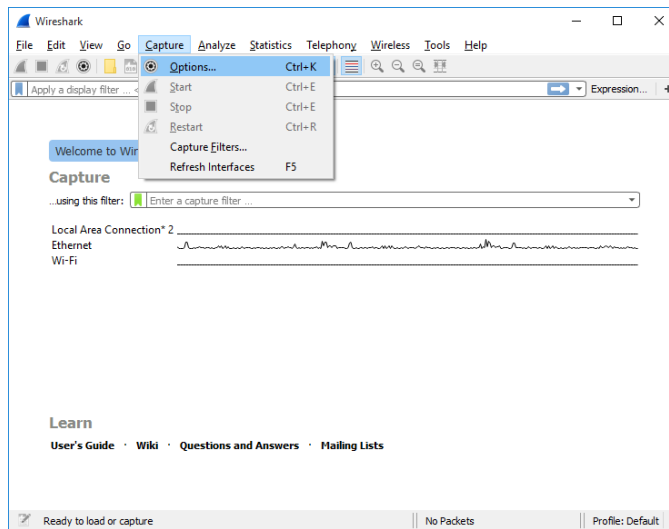 Wireshark
File Edit View Go Capture Analyze Statistics Telephony Wireless Tools Help
Options... Ctrl+K
Apply a display filter ... < Expression... +
Start Ctrl+E
Stop Ctrl+E
Restart Ctrl+R
Capture Filters...
Refresh Interfaces F5
Welcome to Wir
Capture
...using this filter: Enter a capture filter ...
Local Area Connection* 2
Ethernet
Wi-Fi
Learn
User's Guide · Wiki · Questions and Answers · Mailing Lists
Ready to load or capture No Packets Profile: Default